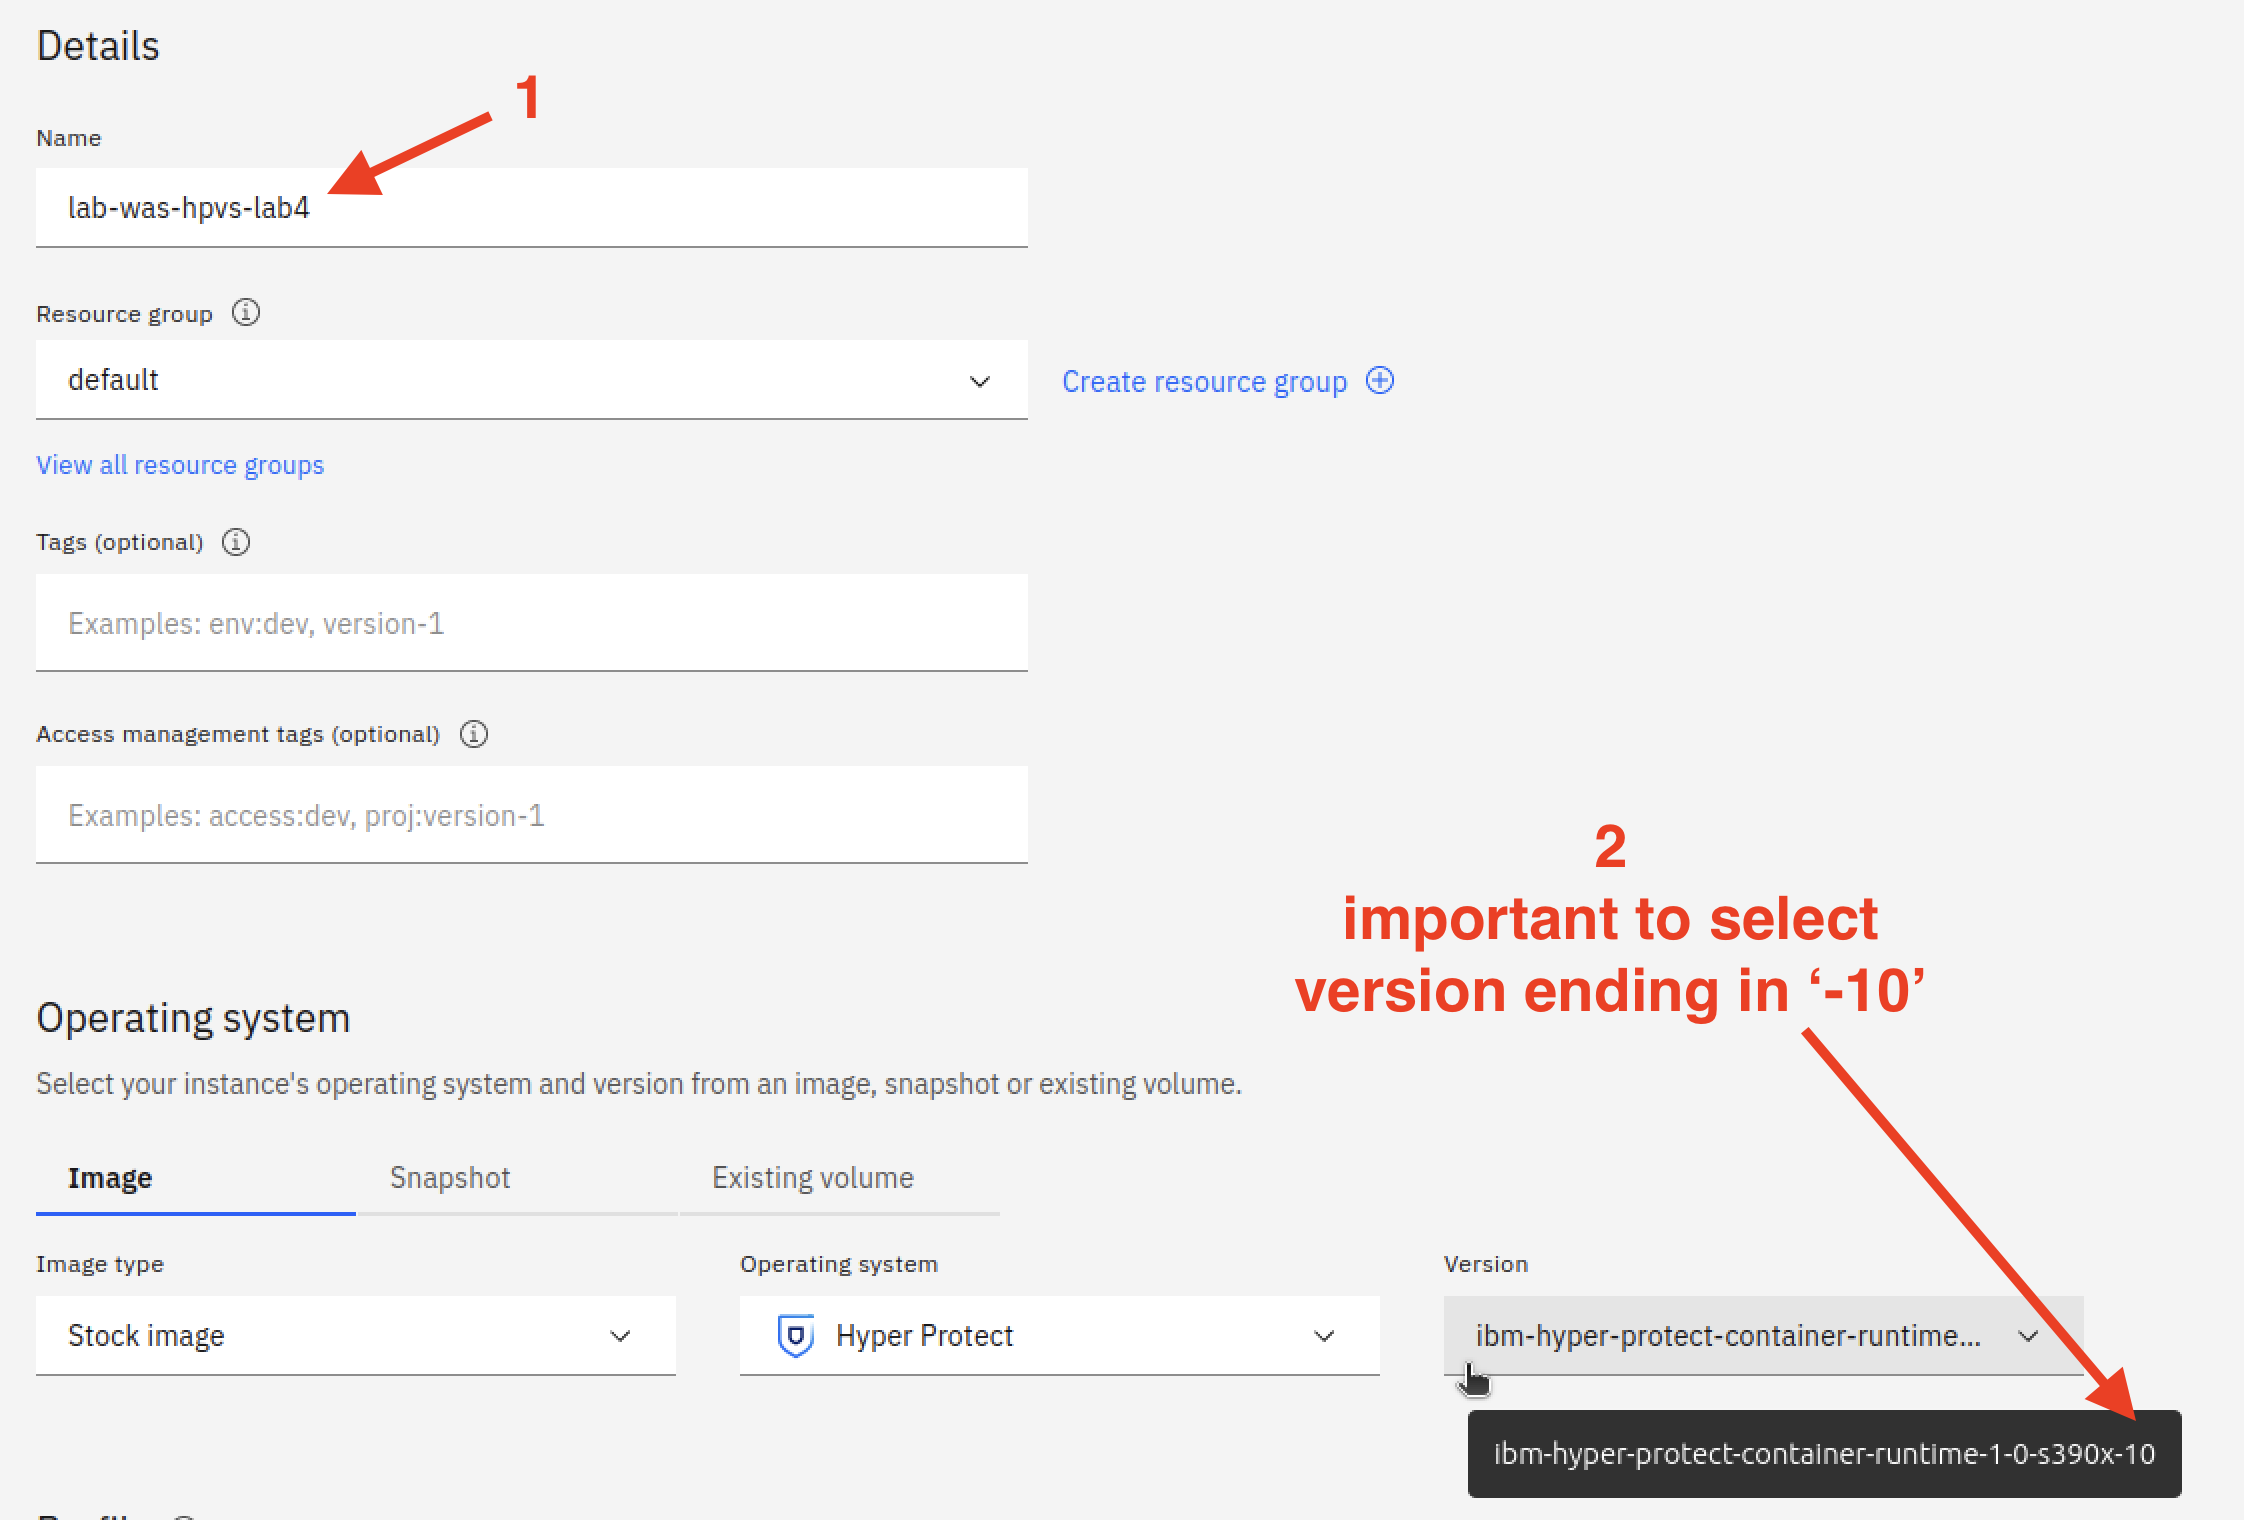 Details
1
Name
lab-was-hpvs-lab4
Resource group
default
Create resource group
View all resource groups
Tags (optional)
Examples: env:dev, version-1
Access management tags (optional)
Examples: access:dev, proj:version-1
2
important to select
version ending in ‘-10’
Operating system
Select your instance's operating system and version from an image, snapshot or existing volume.
Image
Snapshot
Existing volume
Image type
Operating system
Version
Stock image
Hyper Protect
ibm-hyper-protect-container-runtime...
ibm-hyper-protect-container-runtime-1-0-s390x-10